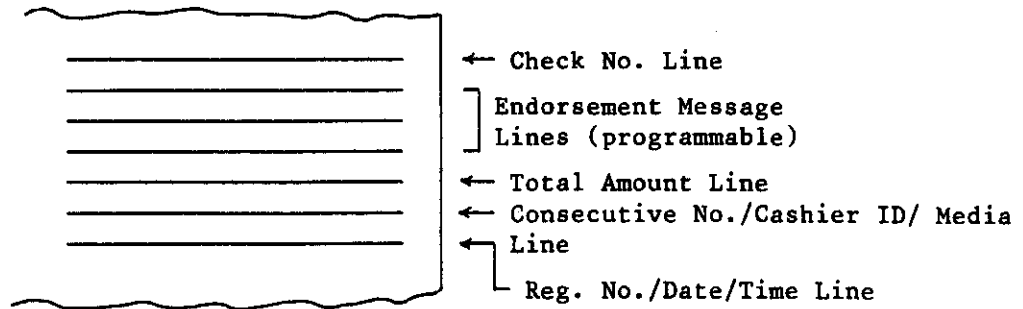 ← Check No. Line
Endorsement Message
Lines (programmable)
← Total Amount Line
← Consecutive No./Cashier ID/ Media
Line
Reg. No./Date/Time Line